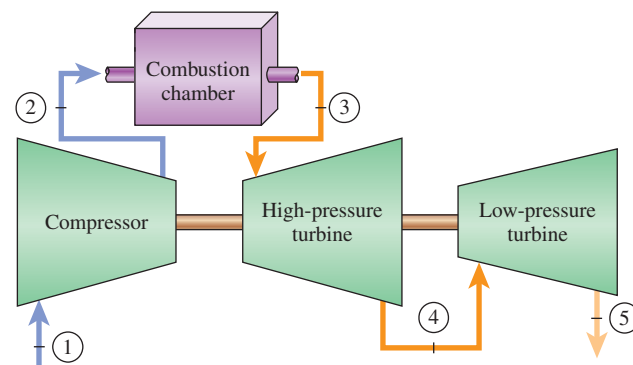 Combustion
chamber
2
3
Compressor
High-pressure
turbine
Low-pressure
turbine
1
4
5